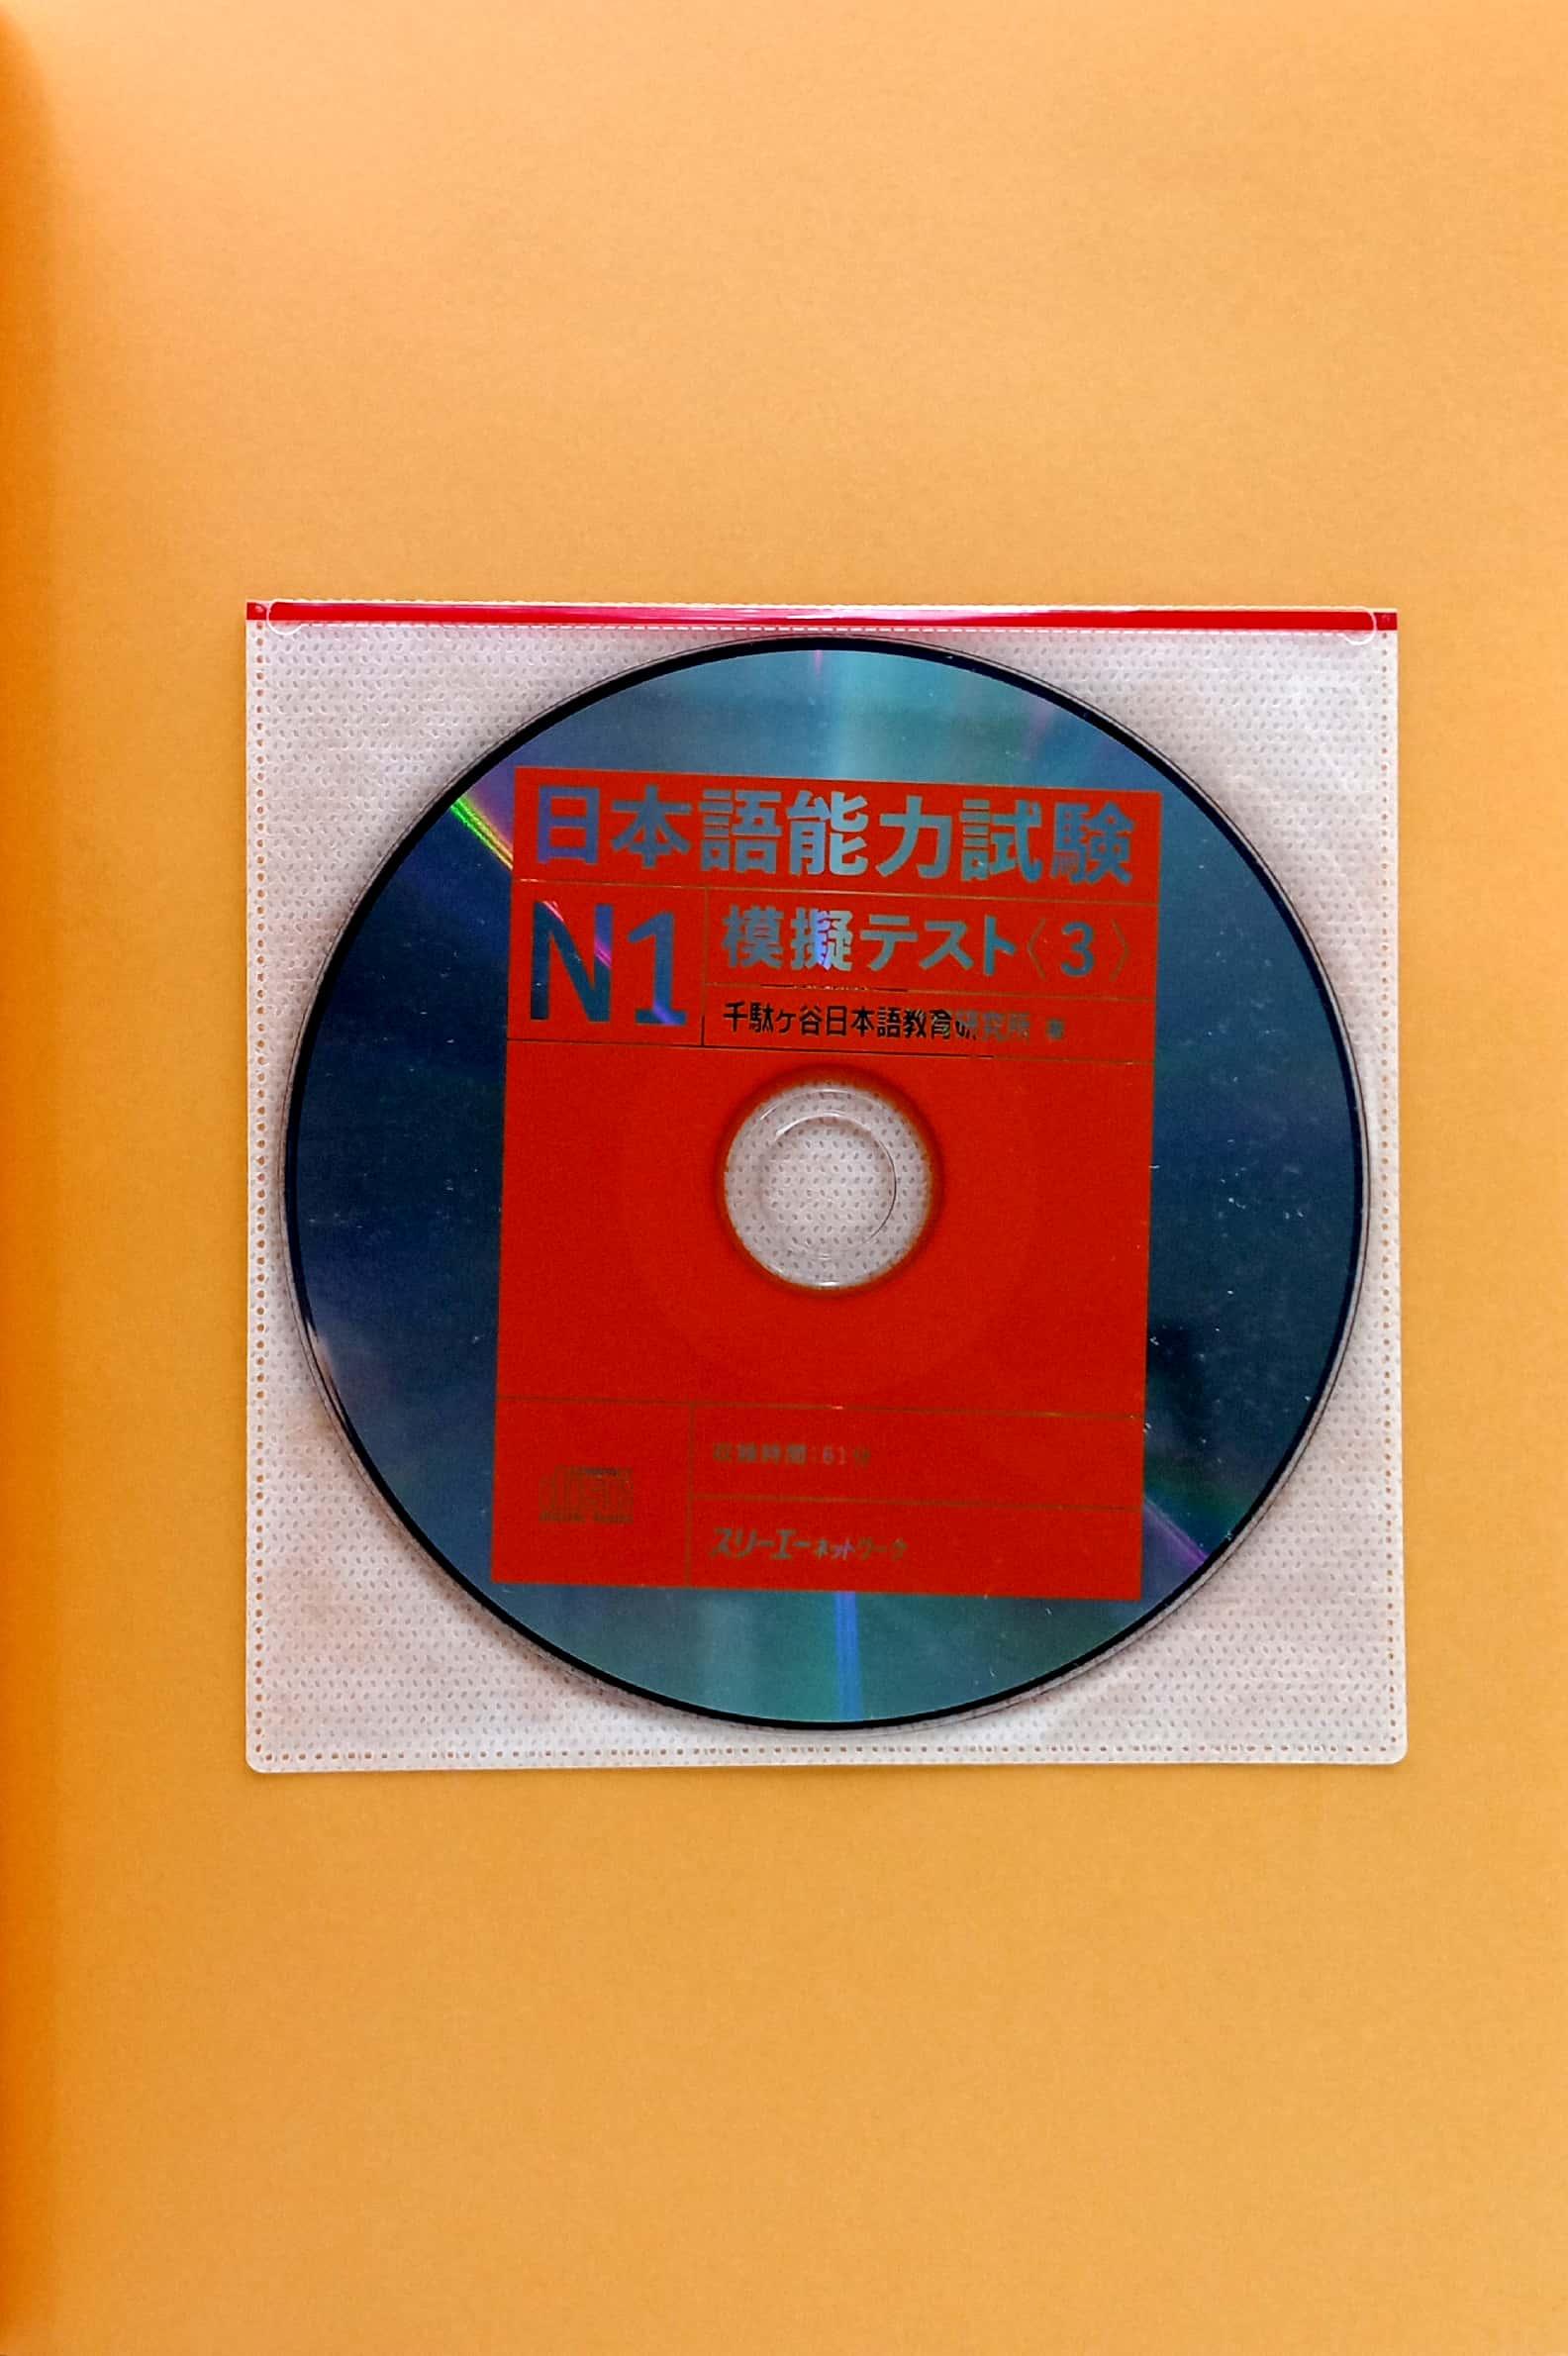 日本語能力試験
N1
模擬テスト〈3〉
千駄ヶ谷日本語教育研究所 著
収録時間:61分
スリーエーネットワーク